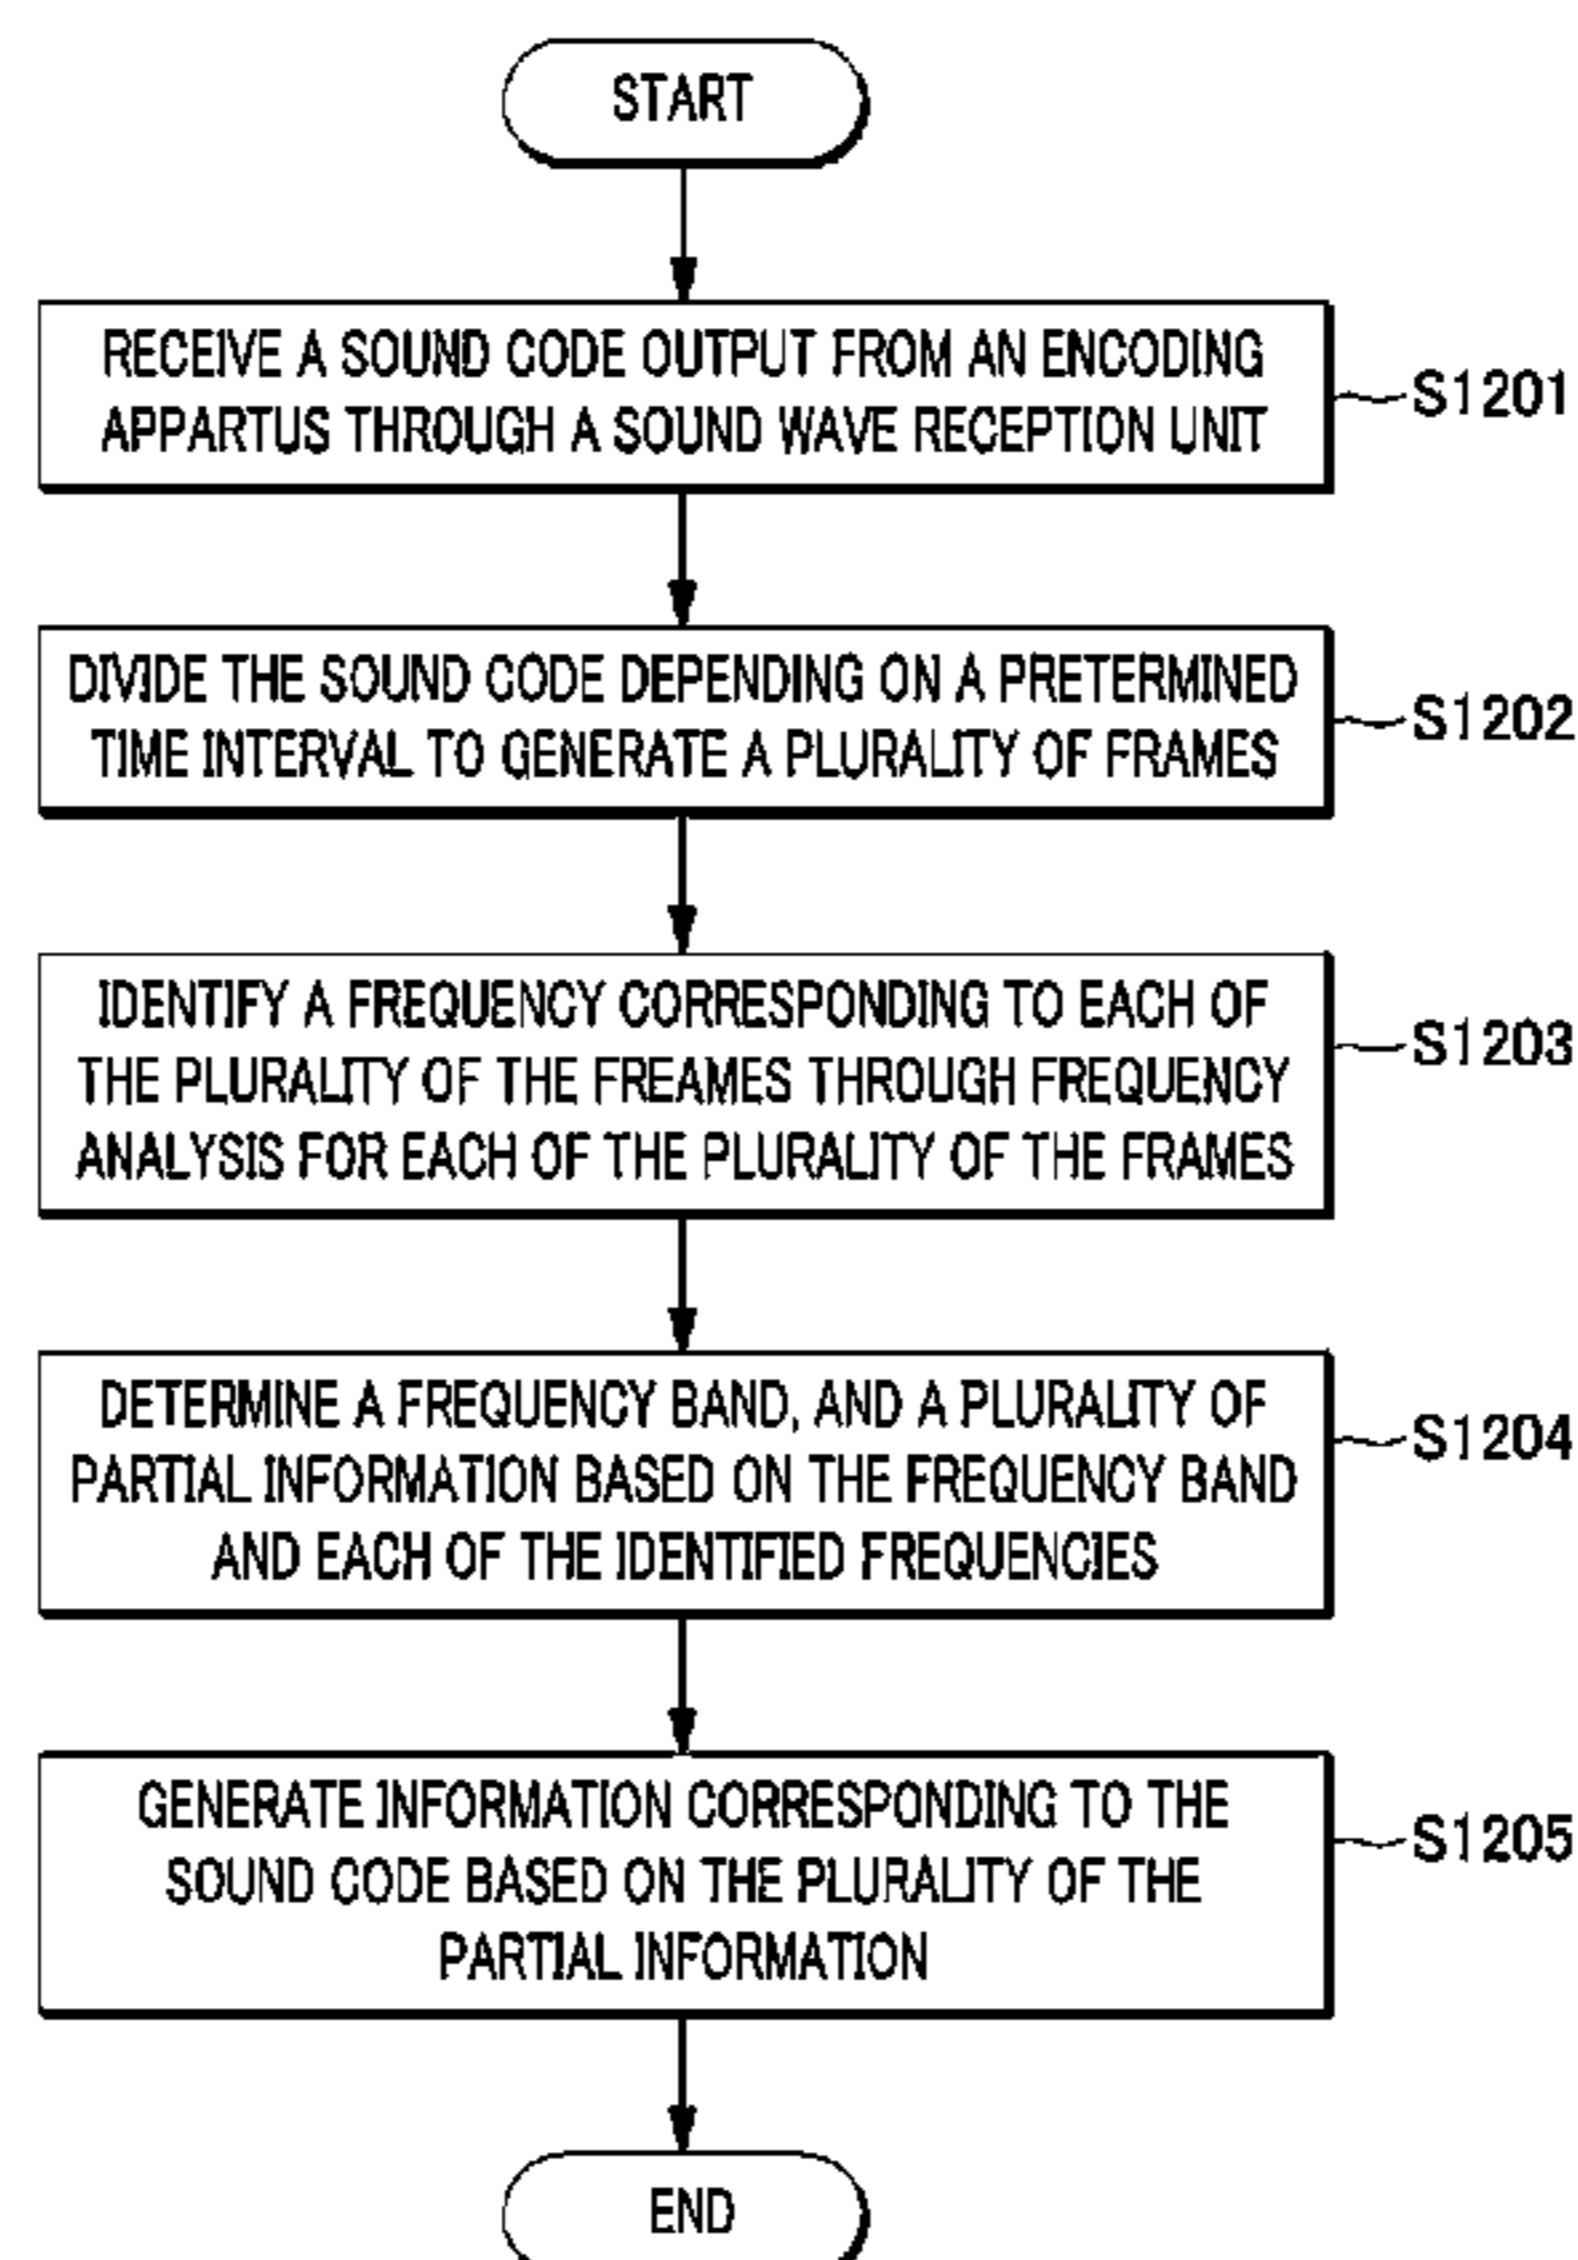 START
RECEIVE A SOUND CODE OUTPUT FROM AN ENCODING
APPARTUS THROUGH A SOUND WAVE RECEPTION UNIT
S1201
DIVIDE THE SOUND CODE DEPENDING ON A PRETERMINED
TIME INTERVAL TO GENERATE A PLURALITY OF FRAMES
S1202
IDENTIFY A FREQUENCY CORRESPONDING TO EACH OF
THE PLURALITY OF THE FREAMES THROUGH FREQUENCY
ANALYSIS FOR EACH OF THE PLURALITY OF THE FRAMES
S1203
DETERMINE A FREQUENCY BAND, AND A PLURALITY OF
PARTIAL INFORMATION BASED ON THE FREQUENCY BAND
AND EACH OF THE IDENTIFIED FREQUENCIES
S1204
GENERATE INFORMATION CORRESPONDING TO THE
SOUND CODE BASED ON THE PLURALITY OF THE
PARTIAL INFORMATION
S1205
END